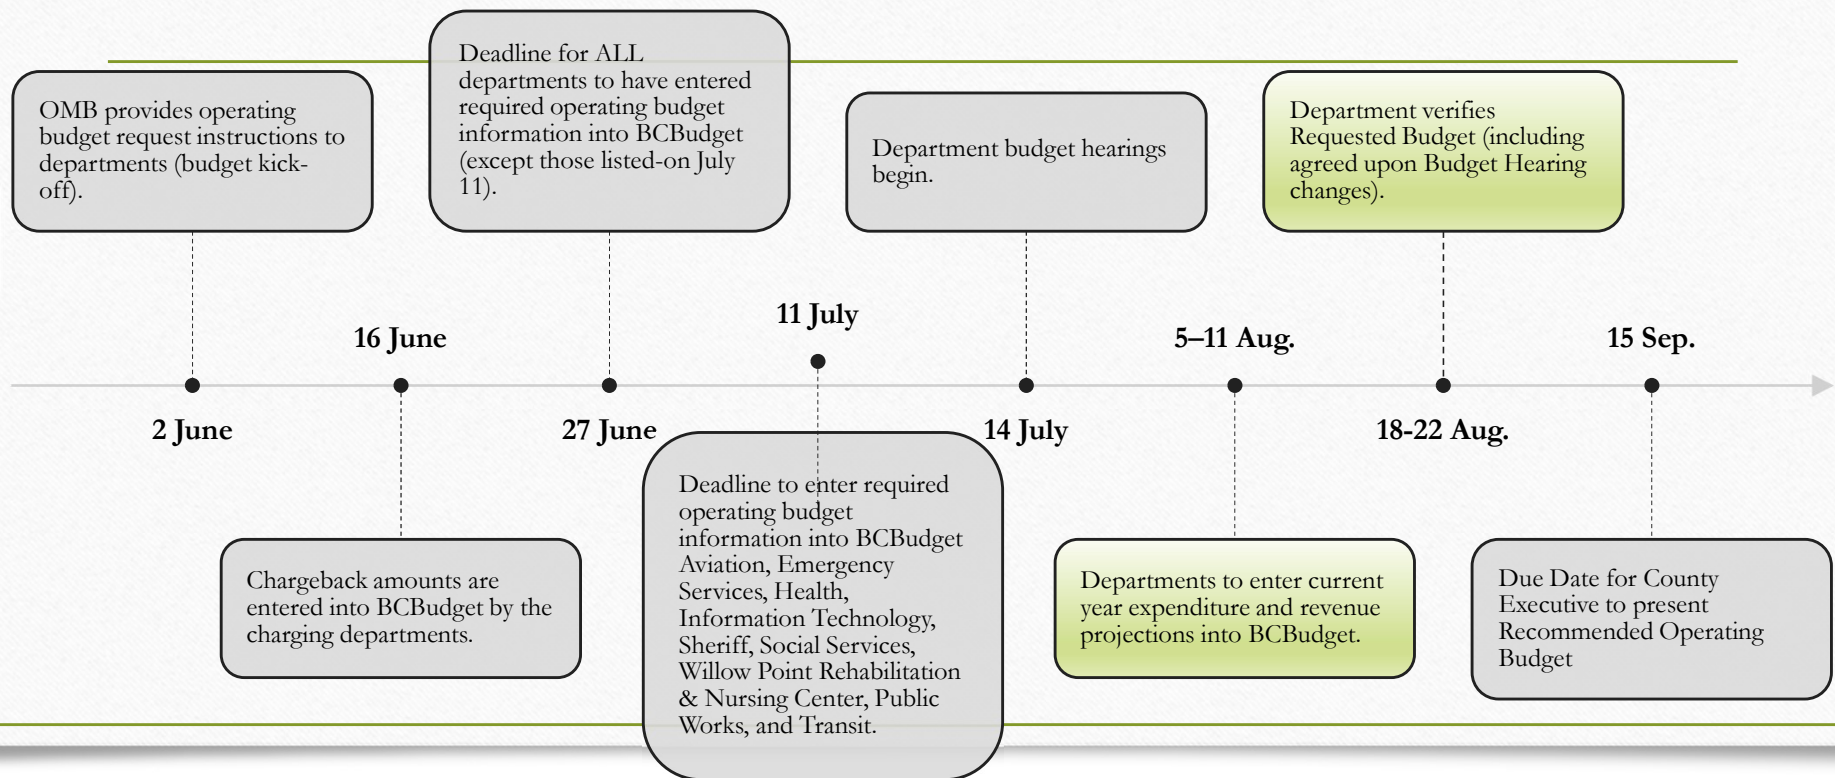 OMB provides operating
budget request instructions to
departments (budget kick-
off).
2 June
16 June
Chargeback amounts are
entered into BCBudget by the
charging departments.
Deadline for ALL
departments to have entered
required operating budget
information into BCBudget
(except those listed-on July
11).
27 June
11 July
Deadline to enter required
operating budget
information into BCBudget
Aviation, Emergency
Services, Health,
Information Technology,
Sheriff, Social Services,
Willow Point Rehabilitation
& Nursing Center, Public
Works, and Transit.
Department budget hearings
begin.
14 July
5–11 Aug.
Departments to enter current
year expenditure and revenue
projections into BCBudget.
Department verifies
Requested Budget (including
agreed upon Budget Hearing
changes).
18-22 Aug.
15 Sep.
Due Date for County
Executive to present
Recommended Operating
Budget